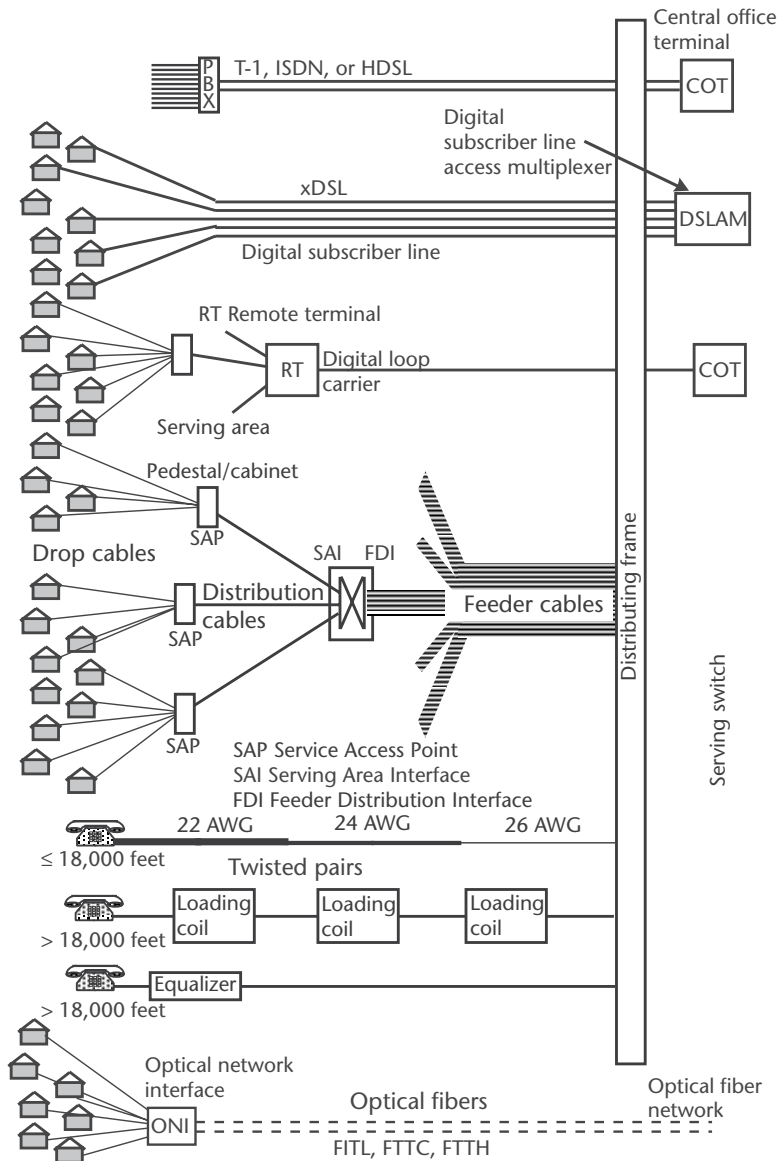 Central office
terminal
P
B
X
T-1, ISDN, or HDSL
COT
Digital
subscriber line
access multiplexer
xDSL
DSLAM
Digital subscriber line
RT Remote terminal
RT
Digital loop
carrier
COT
Serving area
Pedestal/cabinet
SAP
Drop cables
SAI
FDI
Distribution
cables
SAP
Feeder cables
Distributing frame
SAP
Serving switch
SAP Service Access Point
SAI Serving Area Interface
FDI Feeder Distribution Interface
22 AWG
24 AWG
26 AWG
≤ 18,000 feet
Twisted pairs
Loading
coil
Loading
coil
Loading
coil
> 18,000 feet
Equalizer
> 18,000 feet
Optical network
interface
ONI
Optical fibers
Optical fiber
network
FITL, FTTC, FTTH